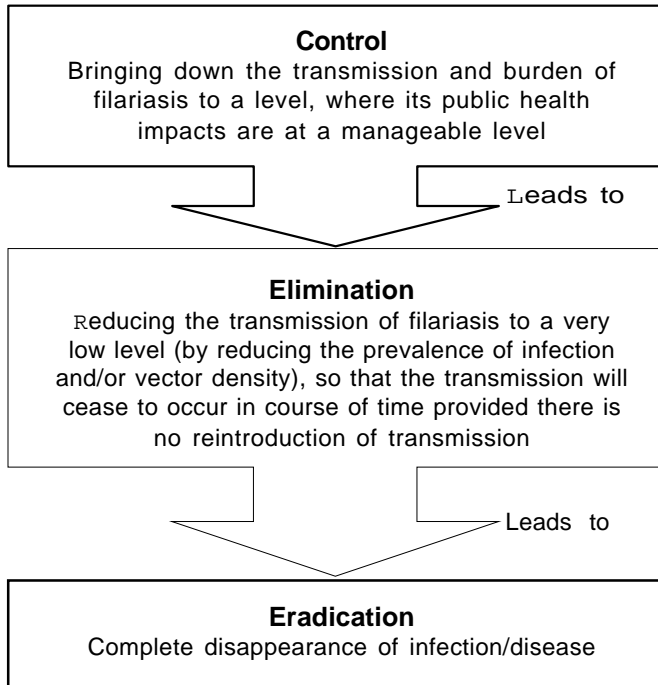 Control
Bringing down the transmission and burden of
filariasis to a level, where its public health
impacts are at a manageable level
Leads to
Elimination
Reducing the transmission of filariasis to a very
low level (by reducing the prevalence of infection
and/or vector density), so that the transmission will
cease to occur in course of time provided there is
no reintroduction of transmission
Leads to
Eradication
Complete disappearance of infection/disease